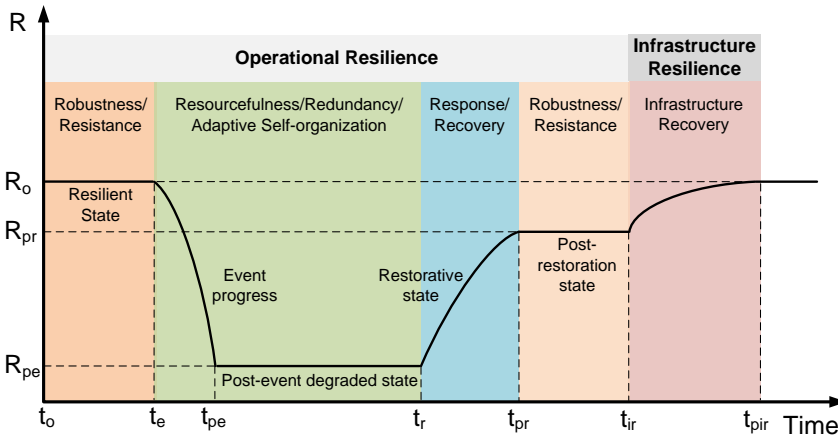 R
Operational Resilience
Infrastructure
Resilience
Robustness/
Resistance
Resourcefulness/Redundancy/
Adaptive Self-organization
Response/
Recovery
Robustness/
Resistance
Infrastructure
Recovery
Ro
Resilient
State
Rpr
Event
progress
Restorative
state
Post-
restoration
state
Rpe
Post-event degraded state
to
te
tpe
tr
tpr
tir
tpir
Time